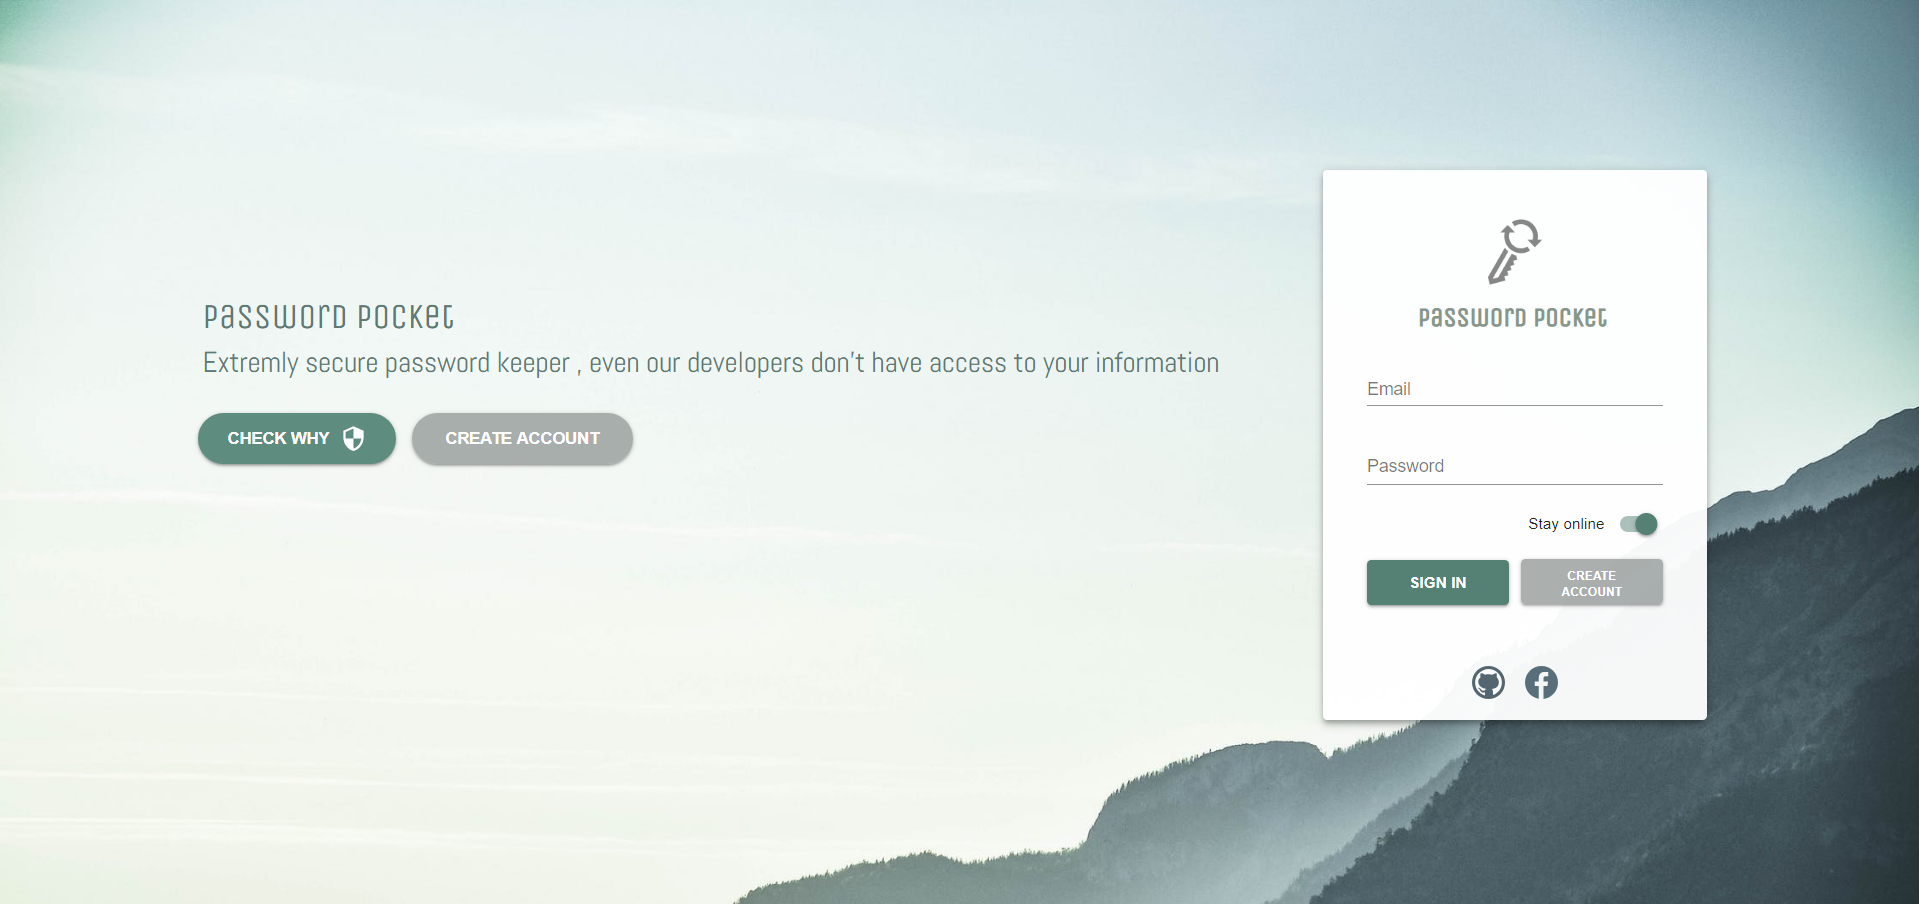 Password Pocket
Extremly secure password keeper , even our developers don't have access to your information
CHECK WHY
CREATE ACCOUNT
Password Pocket
Email
Password
Stay online
SIGN IN
CREATE
ACCOUNT